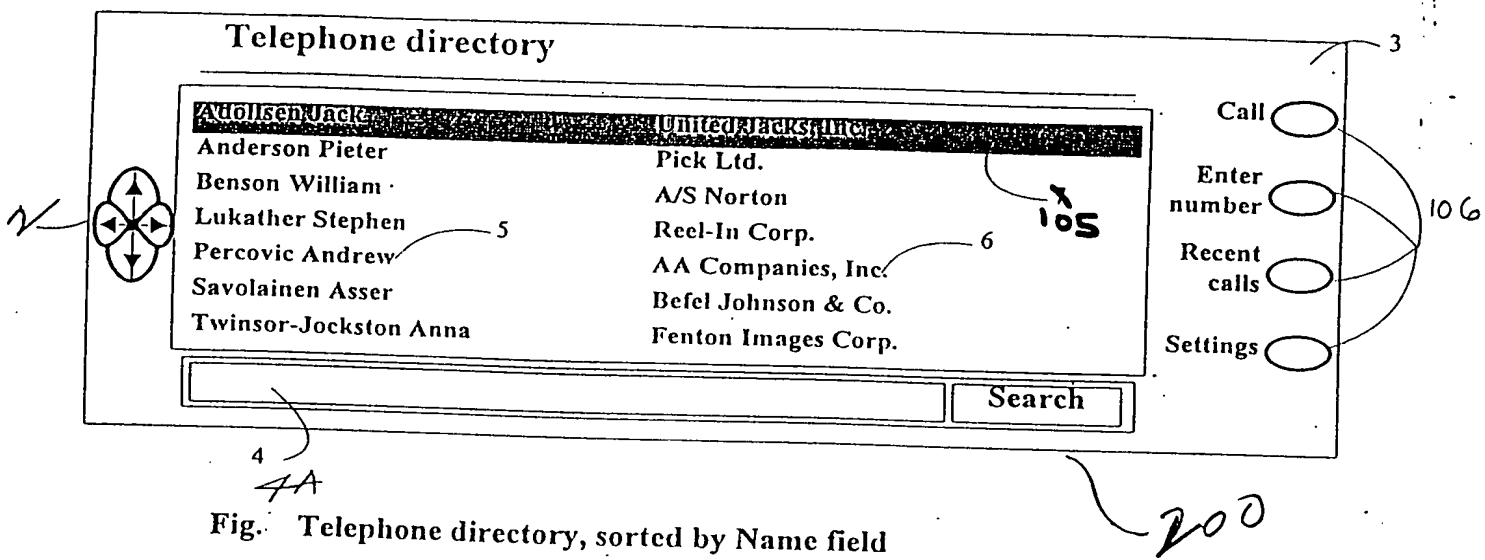 Telephone directory
3
Adolfsen Jack United Jacks, Inc.
Anderson Pieter Pick Ltd.
Benson William A/S Norton
Lukather Stephen Reel-In Corp.
Percovic Andrew AA Companies, Inc.
Savolainen Asser Befel Johnson & Co.
Twinsor-Jockston Anna Fenton Images Corp.
5
6
105
Call
Enter
number
Recent
calls
Settings
106
2
Search
4
4A
200
Fig. Telephone directory, sorted by Name field